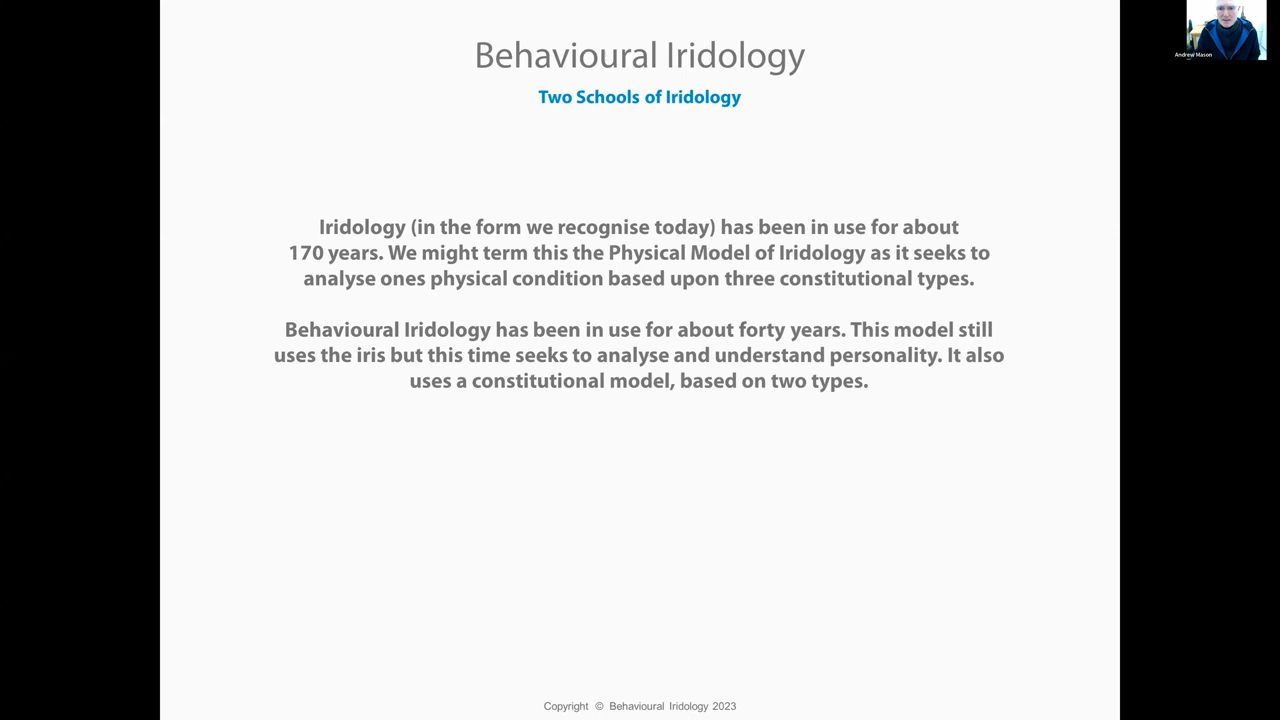 Behavioural Iridology
Two Schools of Iridology
Iridology (in the form we recognise today) has been in use for about
170 years. We might term this the Physical Model of Iridology as it seeks to
analyse ones physical condition based upon three constitutional types.
Behavioural Iridology has been in use for about forty years. This model still
uses the iris but this time seeks to analyse and understand personality. It also
uses a constitutional model, based on two types.
Copyright © Behavioural Iridology 2023
Andrew Mason